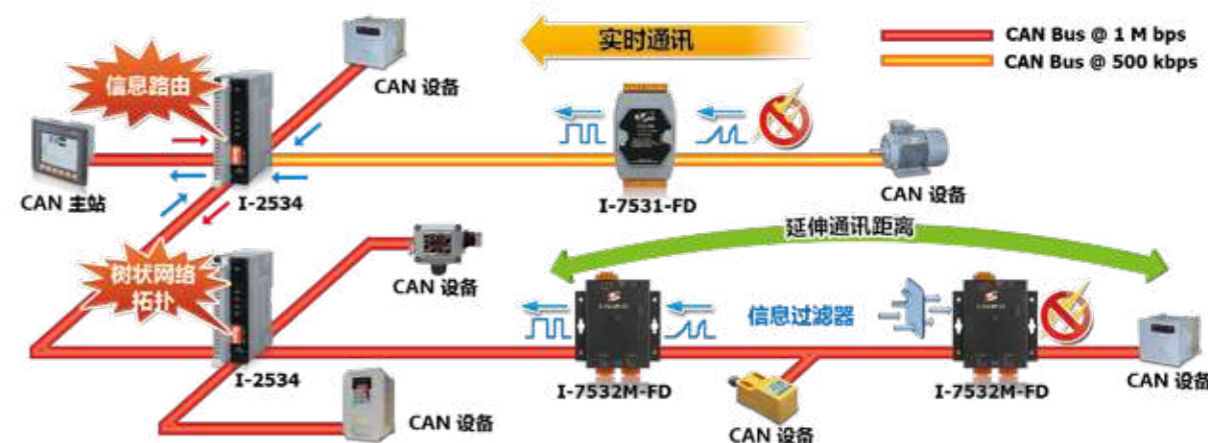 实时通讯
CAN Bus @ 1 M bps
CAN Bus @ 500 kbps
信息路由
CAN 设备
CAN 主站
I-2534
I-7531-FD
CAN 设备
延伸通讯距离
树状网络
拓扑
CAN 设备
信息过滤器
I-2534
I-7532M-FD
I-7532M-FD
CAN 设备
CAN 设备
CAN 设备